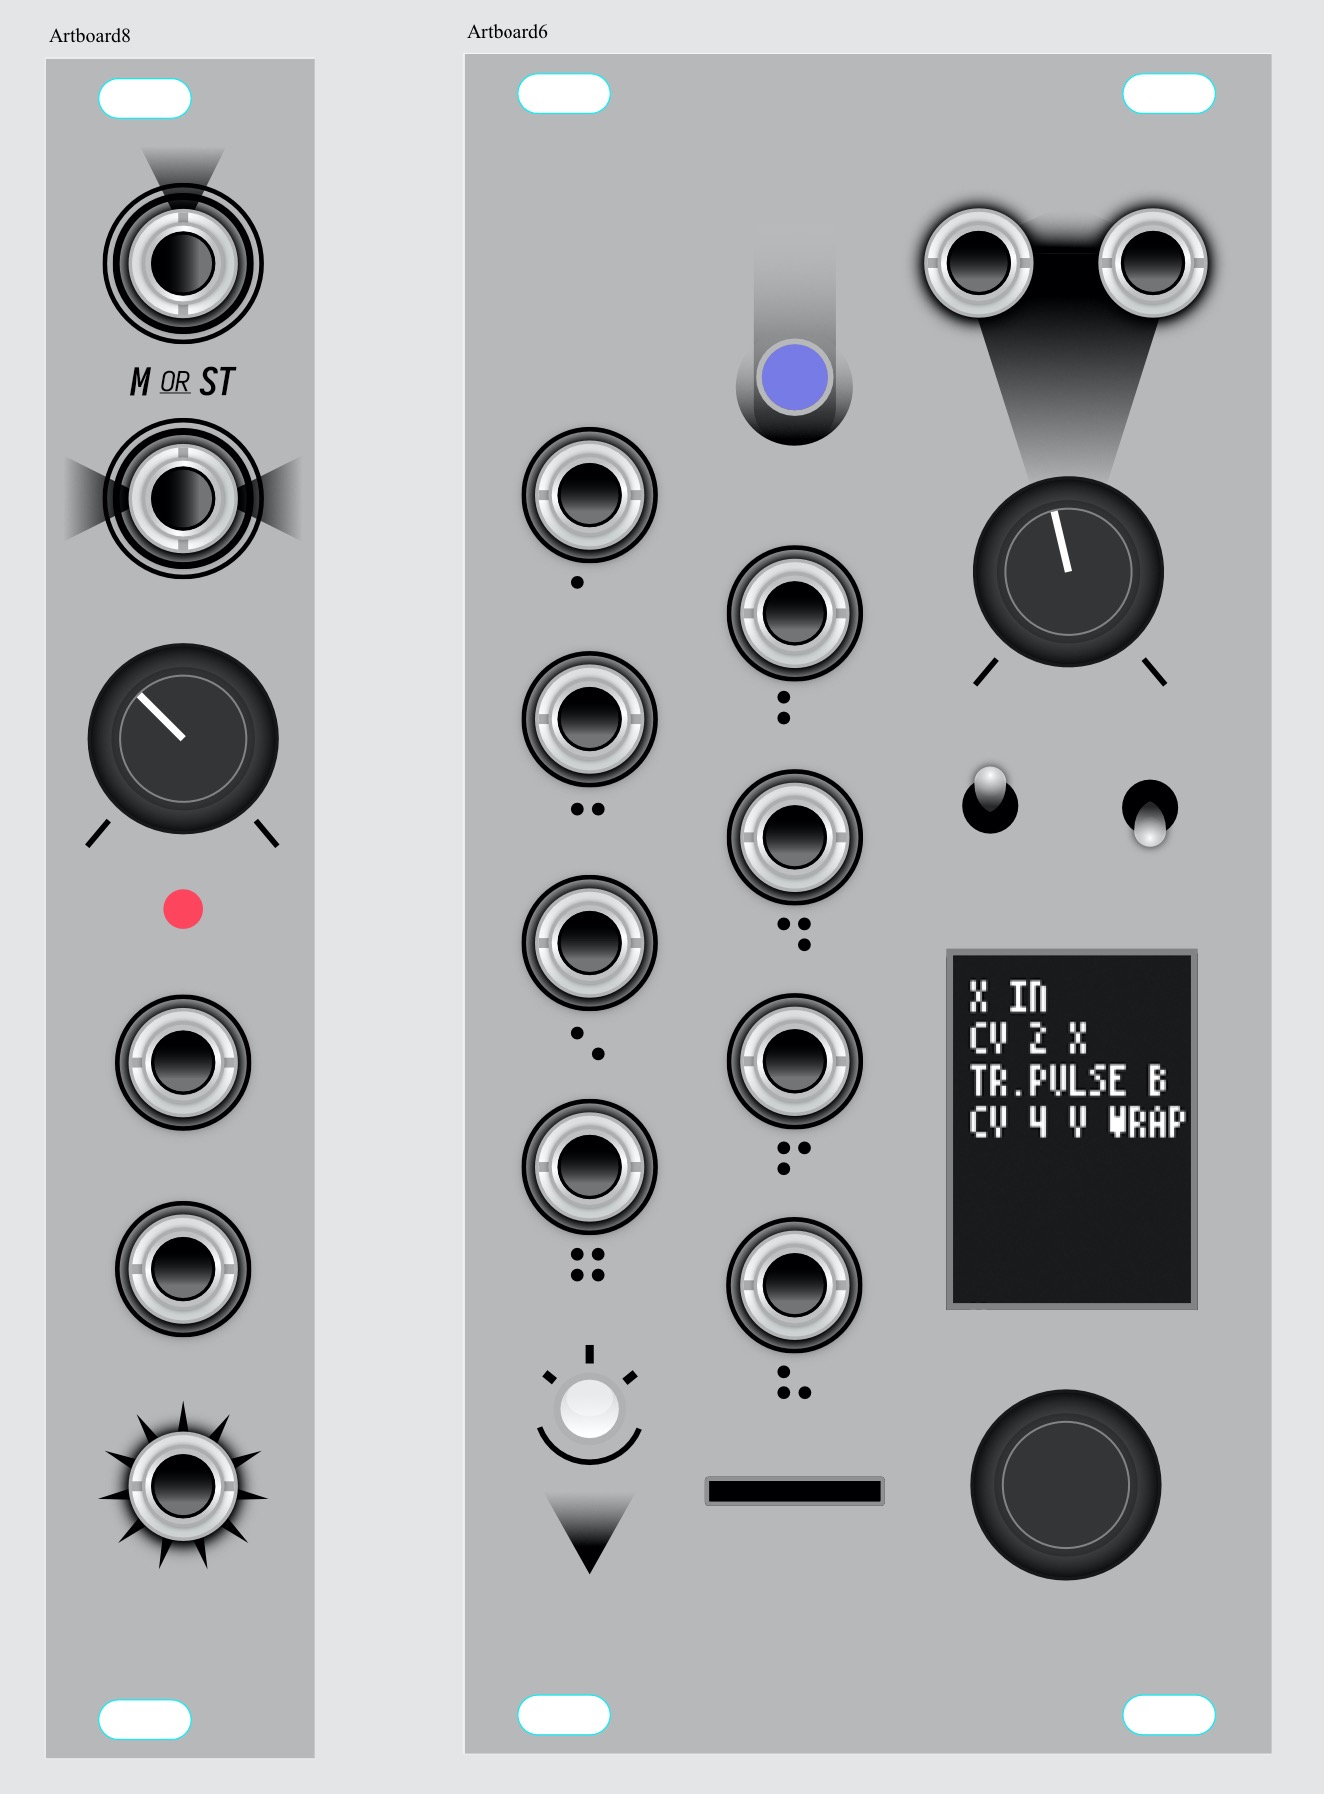 Artboard8
Artboard6
M OR ST
X IN
CV 2 X
TR.PULSE B
CV 4 V WRAP